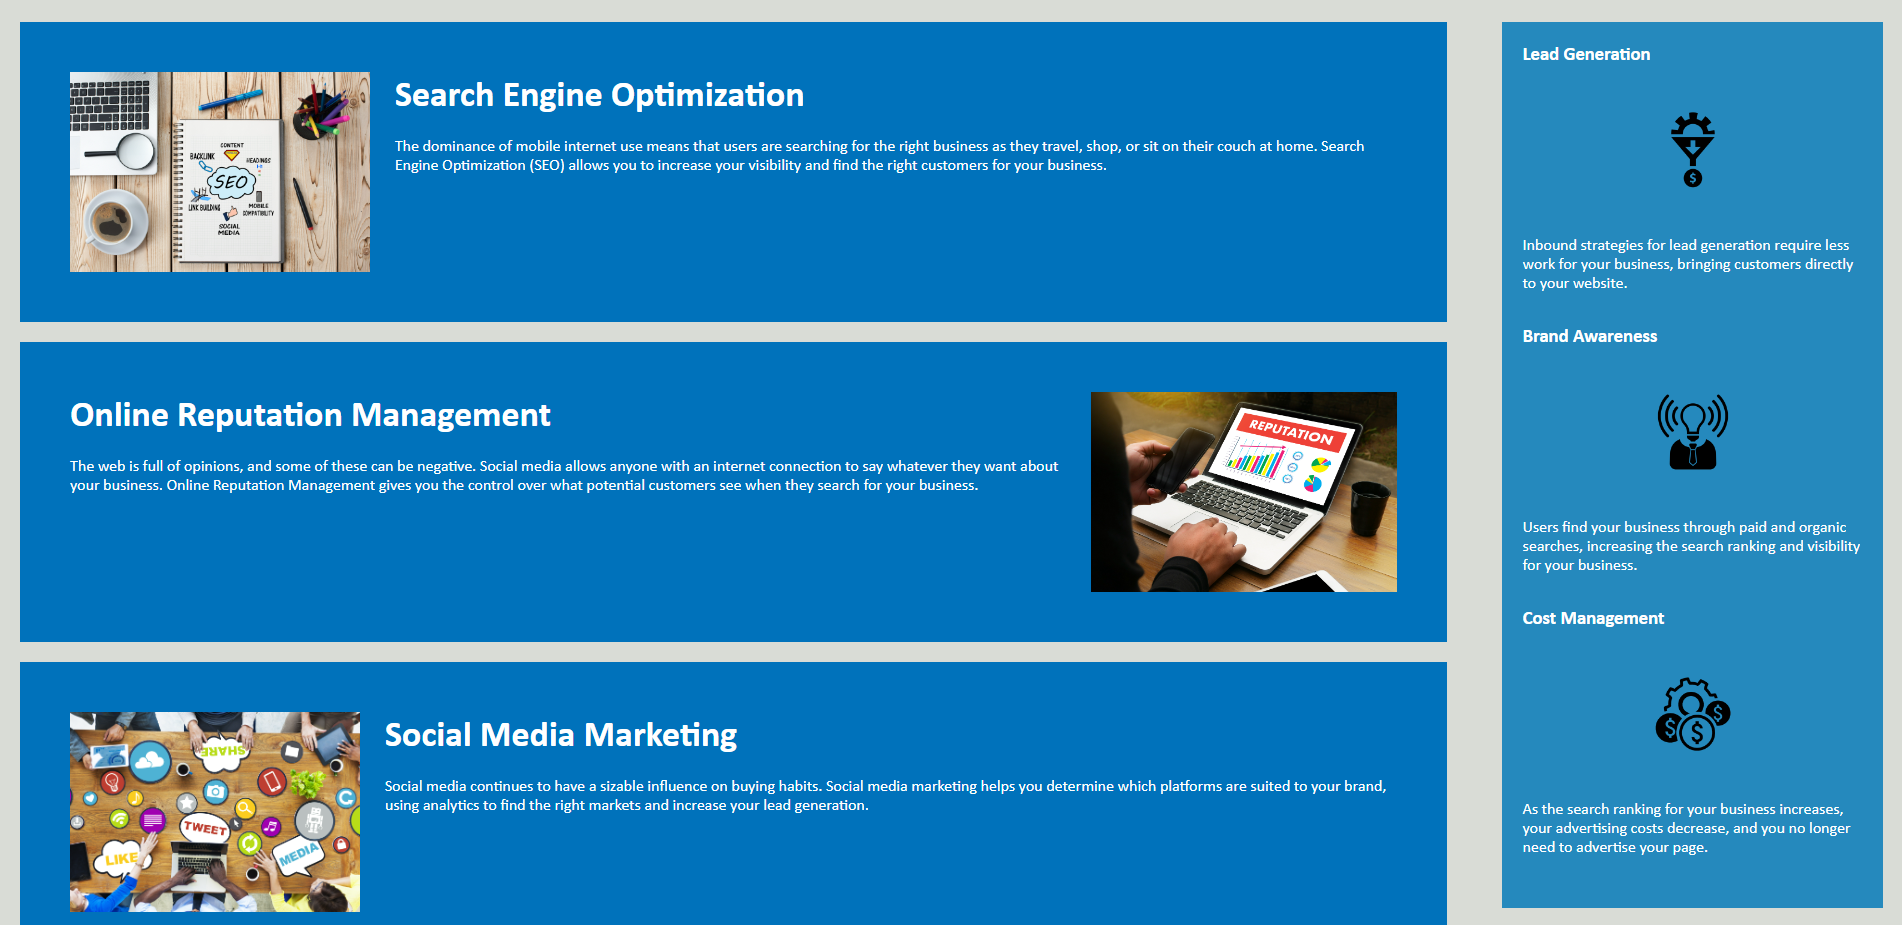 Search Engine Optimization
The dominance of mobile internet use means that users are searching for the right business as they travel, shop, or sit on their couch at home. Search
Engine Optimization (SEO) allows you to increase your visibility and find the right customers for your business.
CONTENT
BACKLINK
HEADINGS
SEO
LINK BUILDING
MOBILE
COMPATIBILITY
SOCIAL
MEDIA
Online Reputation Management
The web is full of opinions, and some of these can be negative. Social media allows anyone with an internet connection to say whatever they want about
your business. Online Reputation Management gives you the control over what potential customers see when they search for your business.
REPUTATION
Social Media Marketing
Social media continues to have a sizable influence on buying habits. Social media marketing helps you determine which platforms are suited to your brand,
using analytics to find the right markets and increase your lead generation.
SHARE
TWEET
LIKE
MEDIA
Lead Generation
$
Inbound strategies for lead generation require less
work for your business, bringing customers directly
to your website.
Brand Awareness
Users find your business through paid and organic
searches, increasing the search ranking and visibility
for your business.
Cost Management
$ $ $
As the search ranking for your business increases,
your advertising costs decrease, and you no longer
need to advertise your page.